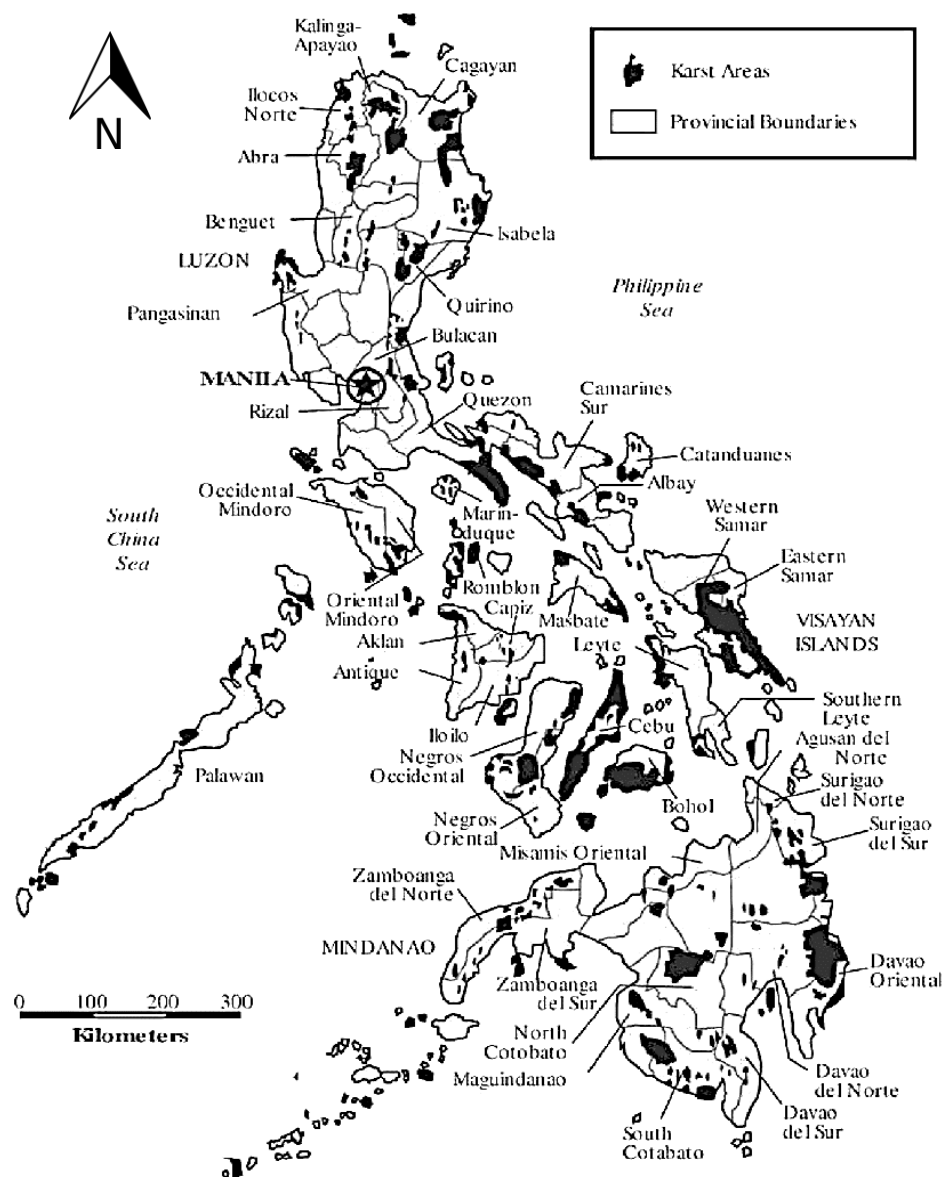 Kalinga-
Apayao
Cagayan
Ilocos
Norte
Abra
Benguet
Isabela
LUZON
Quirino
Pangasinan
Bulacan
MANILA
Rizal
Quezon
N
Karst Areas
Provincial Boundaries
Philippine
Sea
Camarines
Sur
Catanduanes
Albay
Occidental
Mindoro
Marin-
duque
Western
Samar
Eastern
Samar
South
China
Sea
Romblon
Oriental
Mindoro
Capiz
Masbate
VISAYAN
ISLANDS
Aklan
Leyte
Antique
Iloilo
Cebu
Southern
Leyte
Negros
Occidental
Agusan del
Norte
Palawan
Bohol
Surigao
del Norte
Negros
Oriental
Surigao
del Sur
Misamis Oriental
Zamboanga
del Norte
MINDANAO
Zamboanga
del Sur
Davao
Oriental
0 100 200 300
Kilometers
North
Cotobato
Maguindanao
Davao
del Norte
Davao
del Sur
South
Cotabato